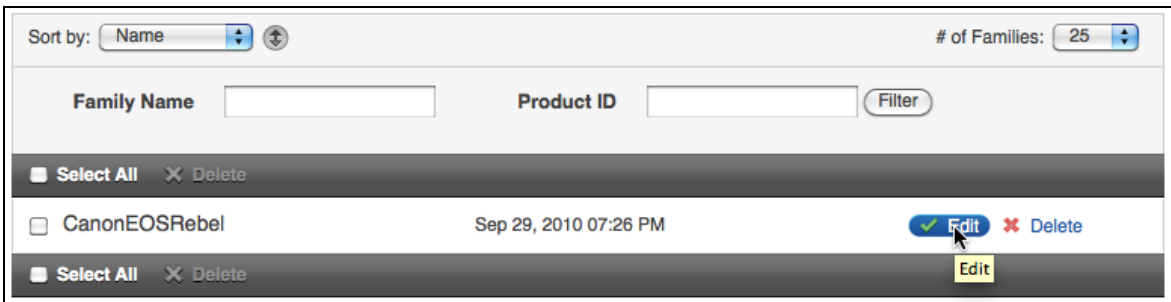 Sort by: Name # of Families: 25
Family Name Product ID Filter
Select All Delete
CanonEOSRebel Sep 29, 2010 07:26 PM Edit Delete
Select All Delete
Edit